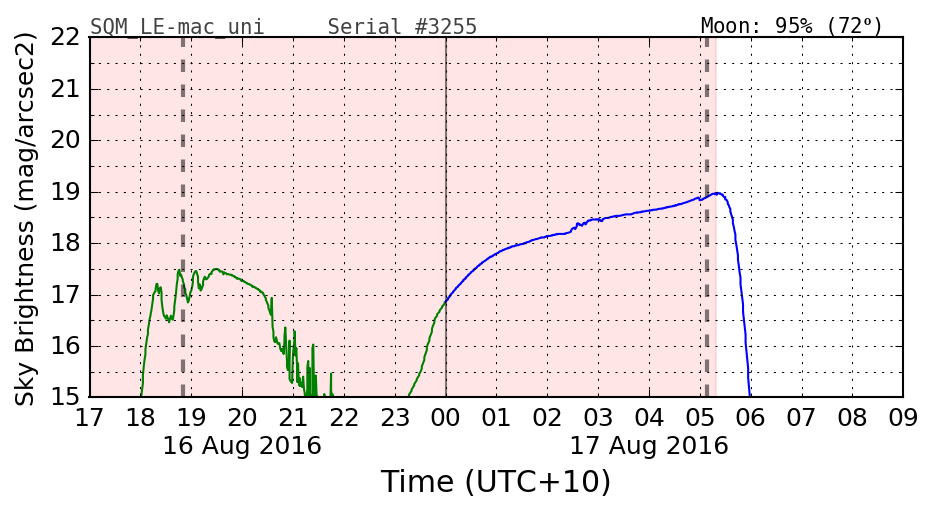 SQM_LE-mac_uni Serial #3255 Moon: 95% (72°)
22
21
20
19
18
17
16
15
Sky Brightness (mag/arcsec2)
17 18 19 20 21 22 23 00 01 02 03 04 05 06 07 08 09
16 Aug 2016 17 Aug 2016
Time (UTC+10)